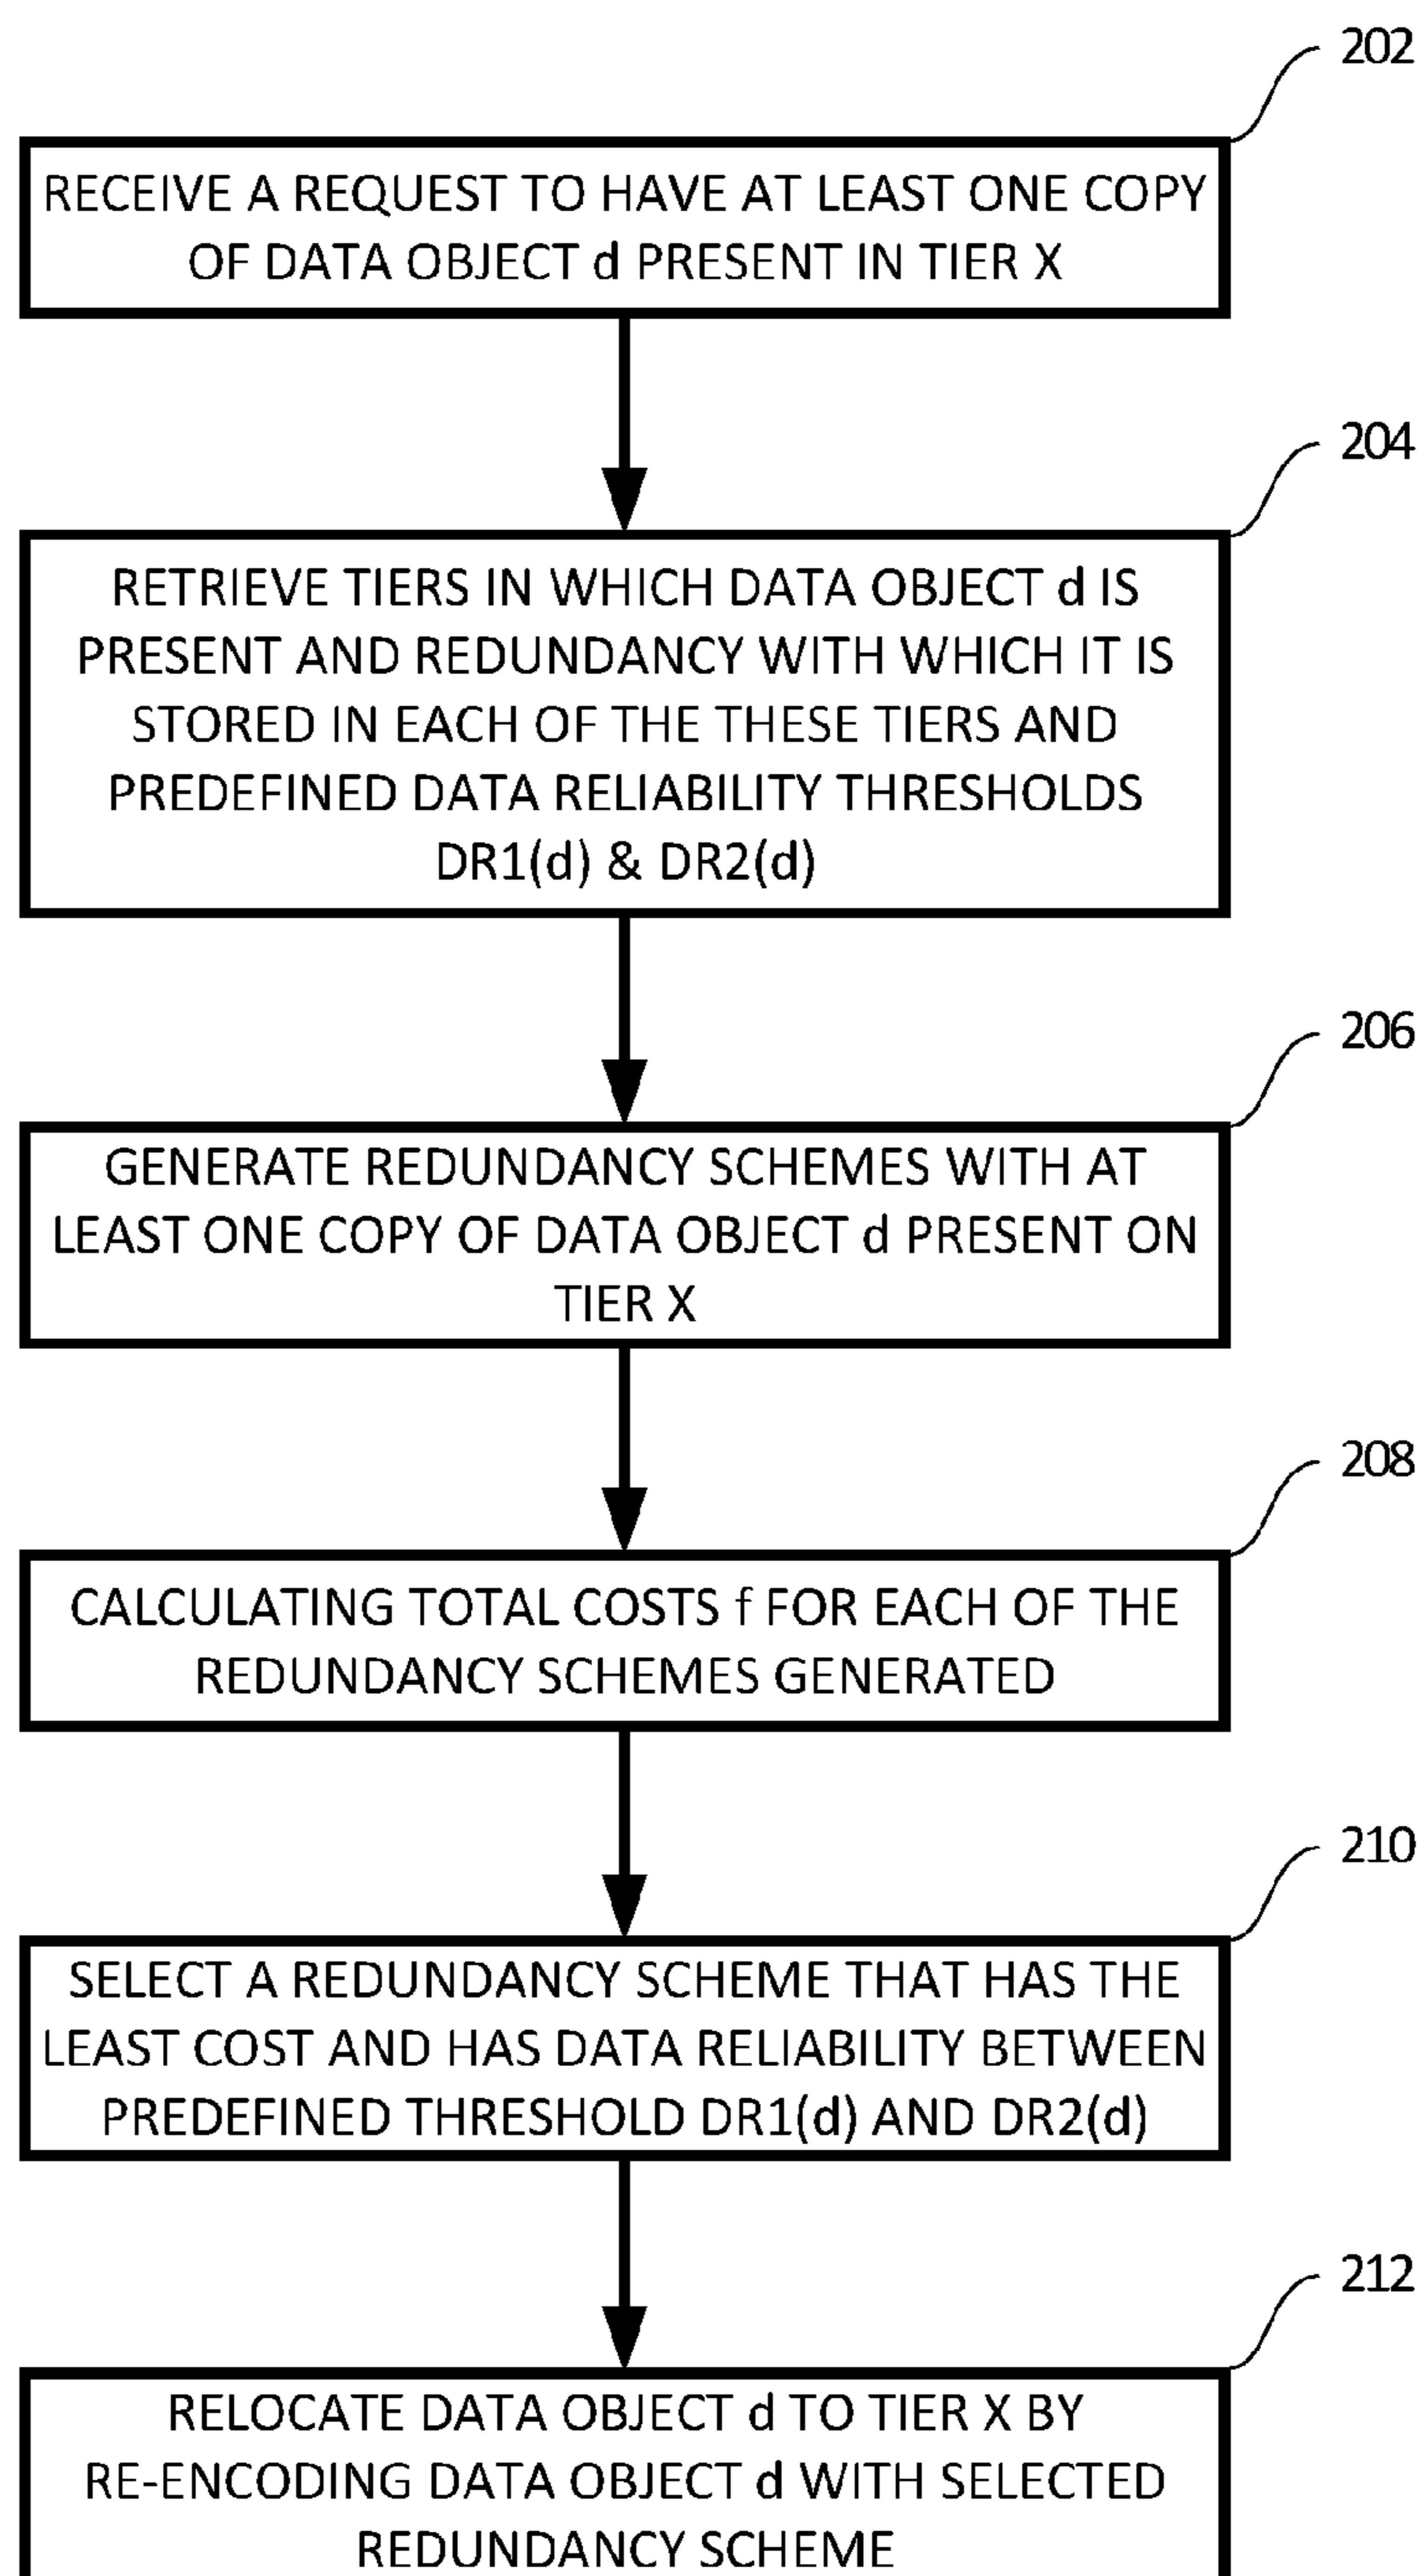 202
RECEIVE A REQUEST TO HAVE AT LEAST ONE COPY
OF DATA OBJECT d PRESENT IN TIER X
204
RETRIEVE TIERS IN WHICH DATA OBJECT d IS
PRESENT AND REDUNDANCY WITH WHICH IT IS
STORED IN EACH OF THE THESE TIERS AND
PREDEFINED DATA RELIABILITY THRESHOLDS
DR1(d) & DR2(d)
206
GENERATE REDUNDANCY SCHEMES WITH AT
LEAST ONE COPY OF DATA OBJECT d PRESENT ON
TIER X
208
CALCULATING TOTAL COSTS f FOR EACH OF THE
REDUNDANCY SCHEMES GENERATED
210
SELECT A REDUNDANCY SCHEME THAT HAS THE
LEAST COST AND HAS DATA RELIABILITY BETWEEN
PREDEFINED THRESHOLD DR1(d) AND DR2(d)
212
RELOCATE DATA OBJECT d TO TIER X BY
RE-ENCODING DATA OBJECT d WITH SELECTED
REDUNDANCY SCHEME